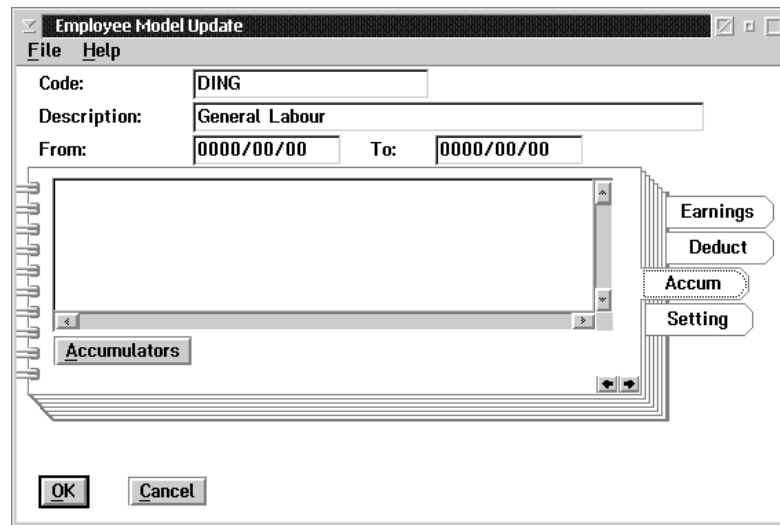 Employee Model Update
File Help
Code: DING
Description: General Labour
From: 0000/00/00 To: 0000/00/00
Earnings
Deduct
Accum
Setting
Accumulators
OK Cancel